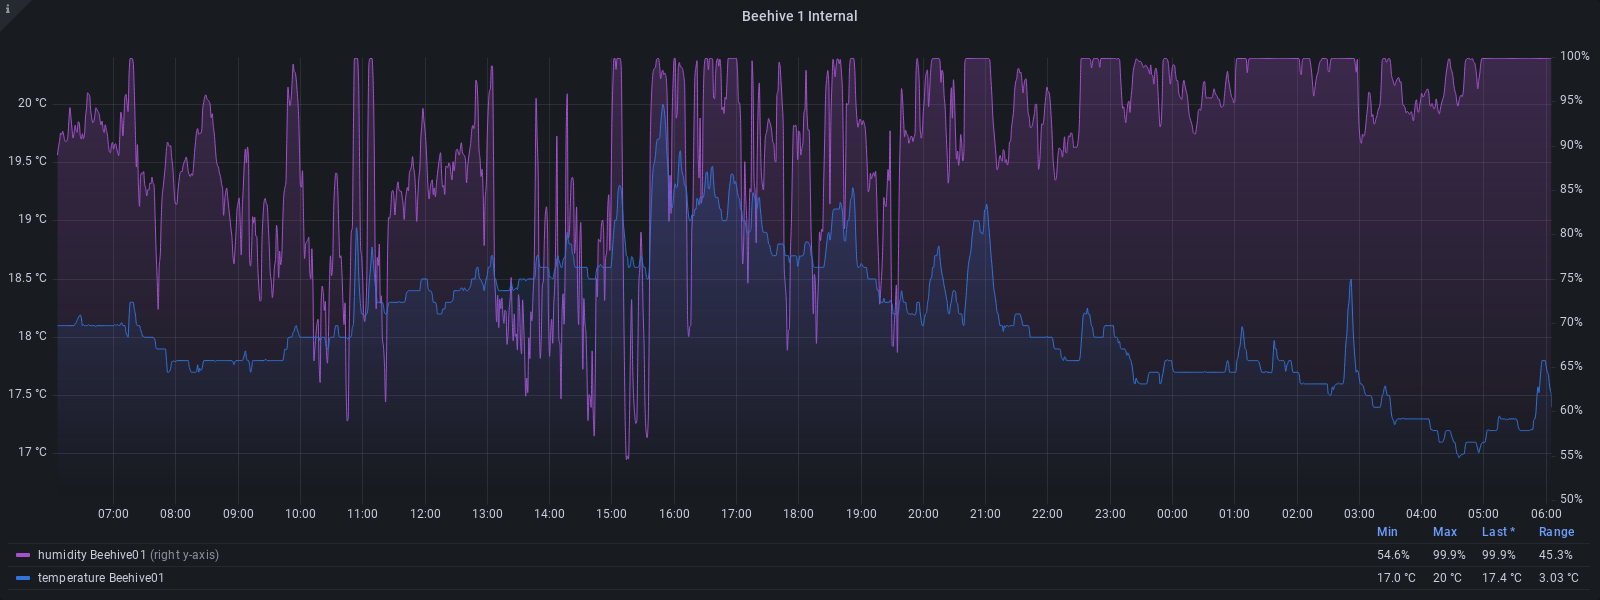 i
Beehive 1 Internal
100%
20 °C
95%
90%
19.5 °C
85%
19 °C
80%
18.5 °C
75%
70%
18 °C
65%
17.5 °C
60%
17 °C
55%
50%
07:00 08:00 09:00 10:00 11:00 12:00 13:00 14:00 15:00 16:00 17:00 18:00 19:00 20:00 21:00 22:00 23:00 00:00 01:00 02:00 03:00 04:00 05:00 06:00
Min Max Last * Range
humidity Beehive01 (right y-axis) 54.6% 99.9% 99.9% 45.3%
temperature Beehive01 17.0 °C 20 °C 17.4 °C 3.03 °C